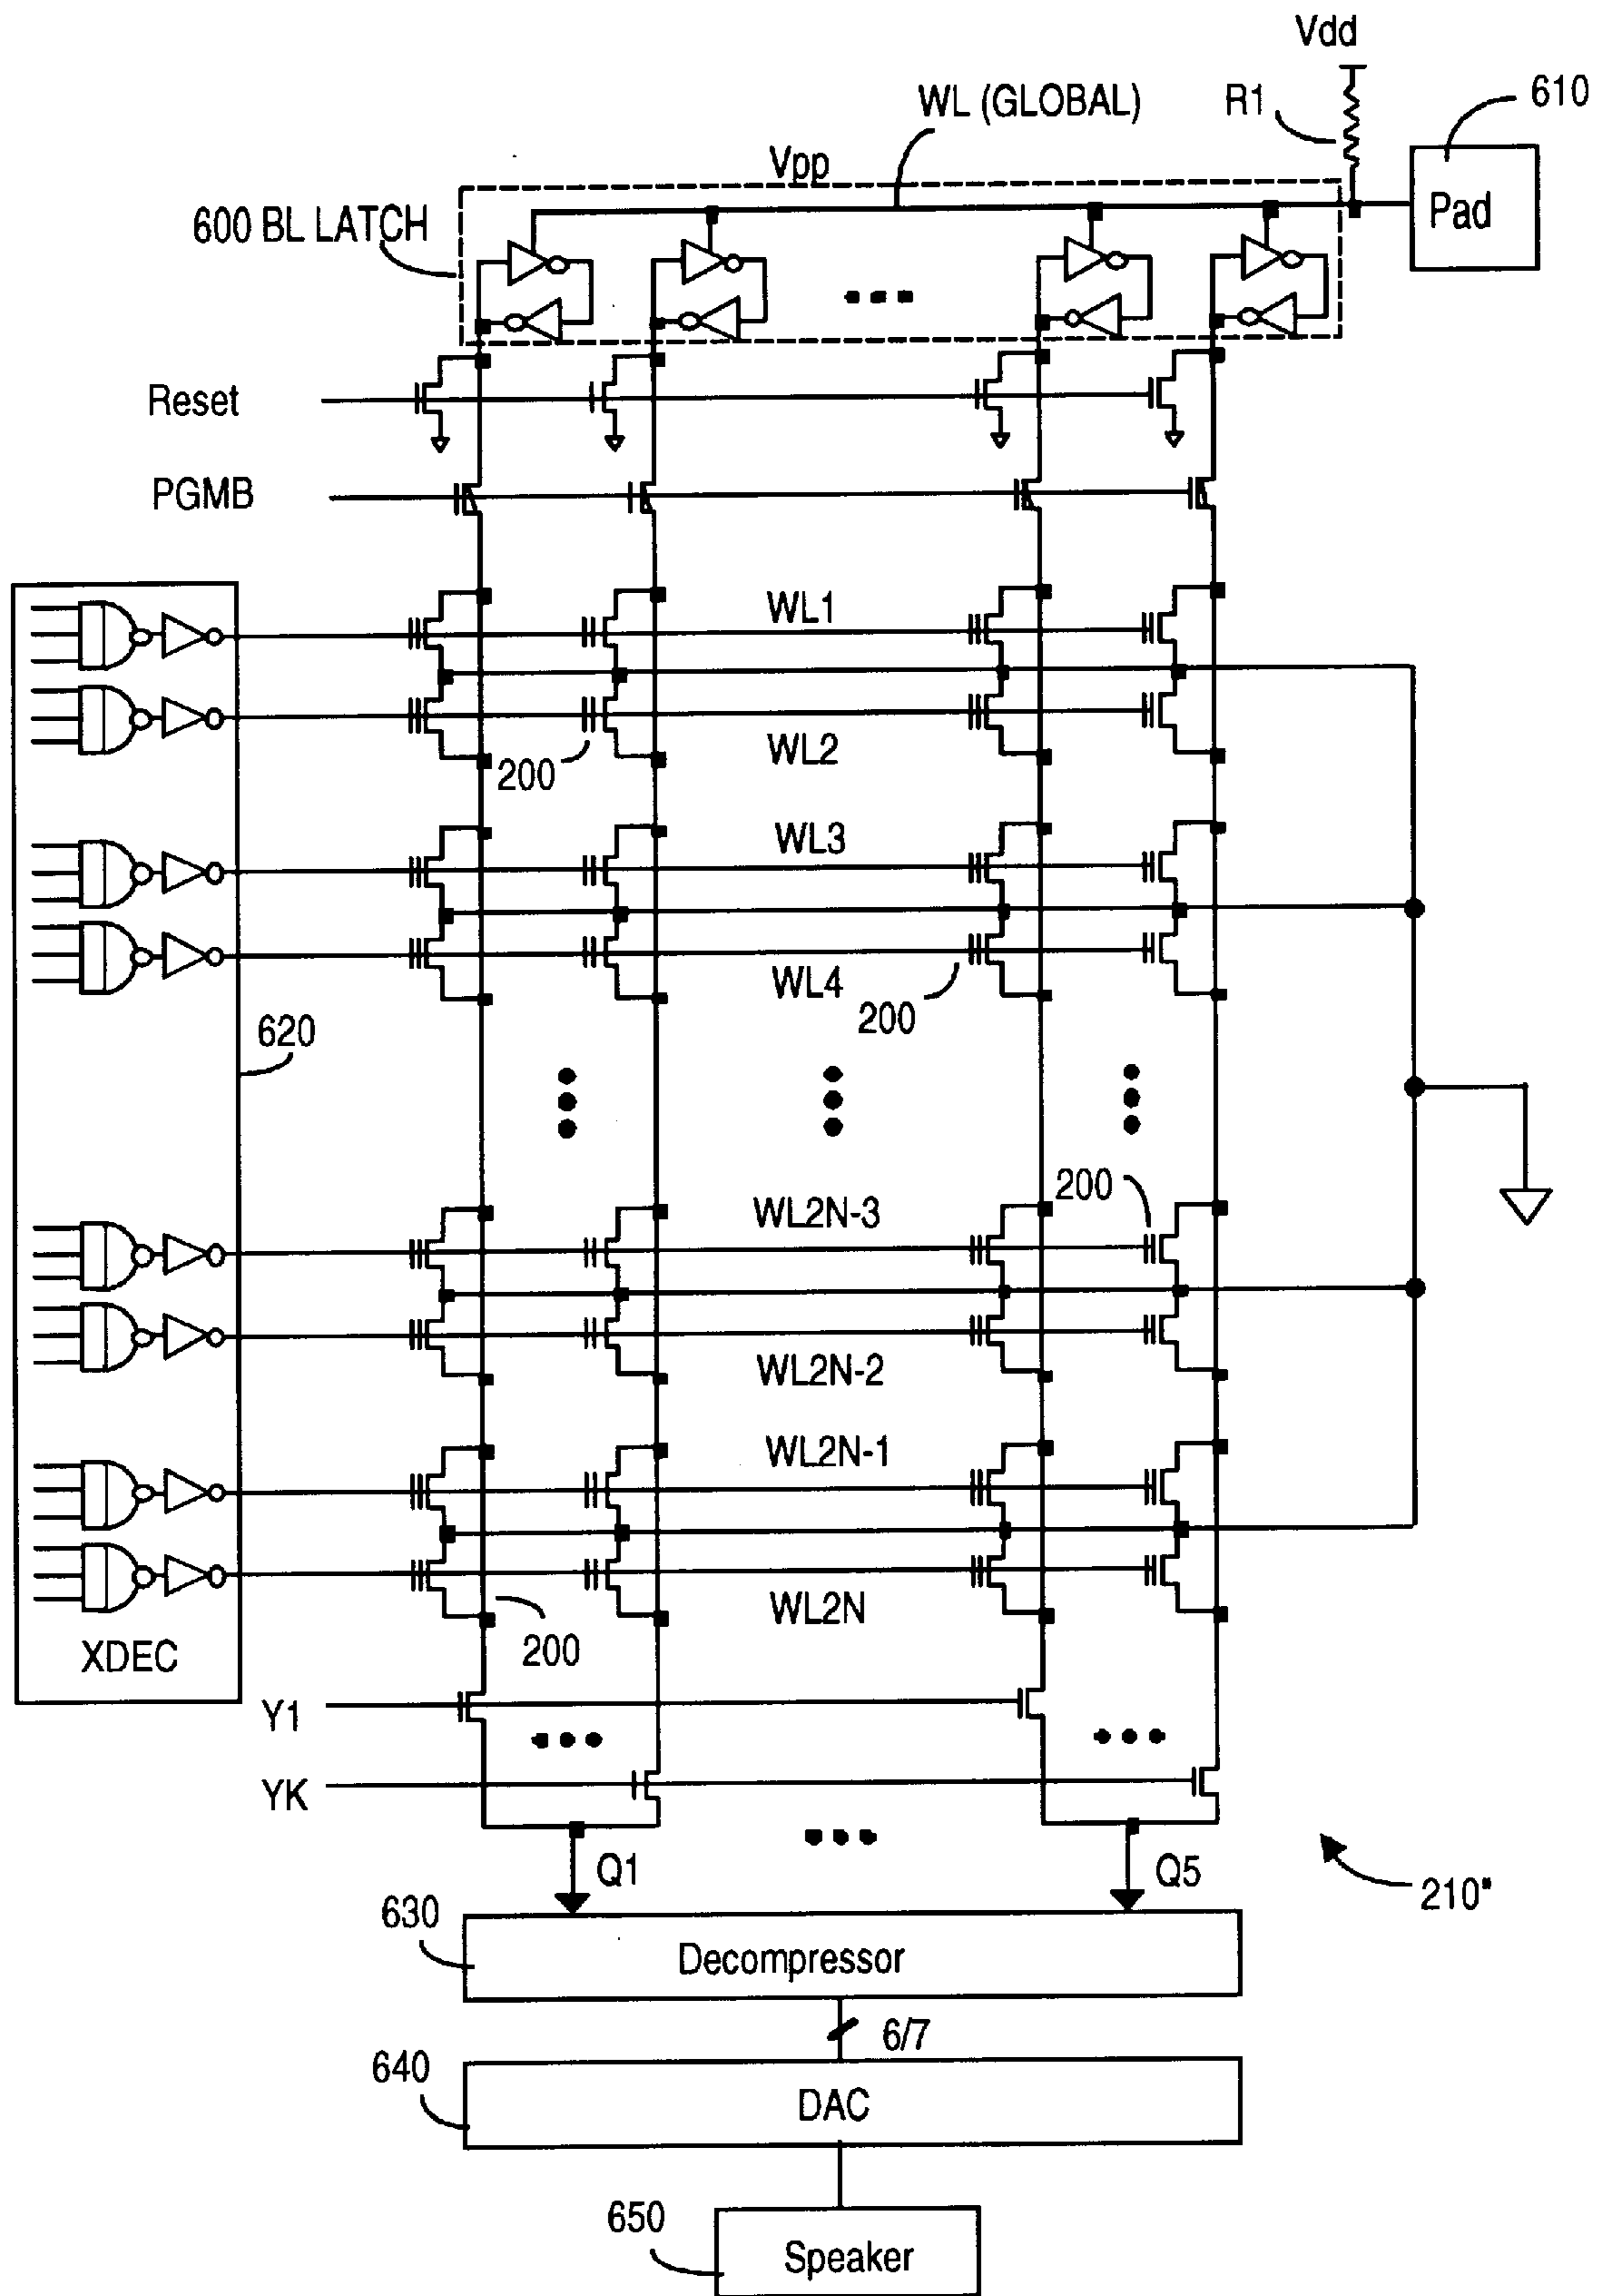 Vdd
WL (GLOBAL)
R1
610
Vpp
Pad
600 BL LATCH
Reset
PGMB
WL1
WL2
200
WL3
WL4
200
620
200
WL2N-3
WL2N-2
WL2N-1
WL2N
200
XDEC
Y1
YK
Q1
Q5
210"
630
Decompressor
6/7
640
DAC
650
Speaker